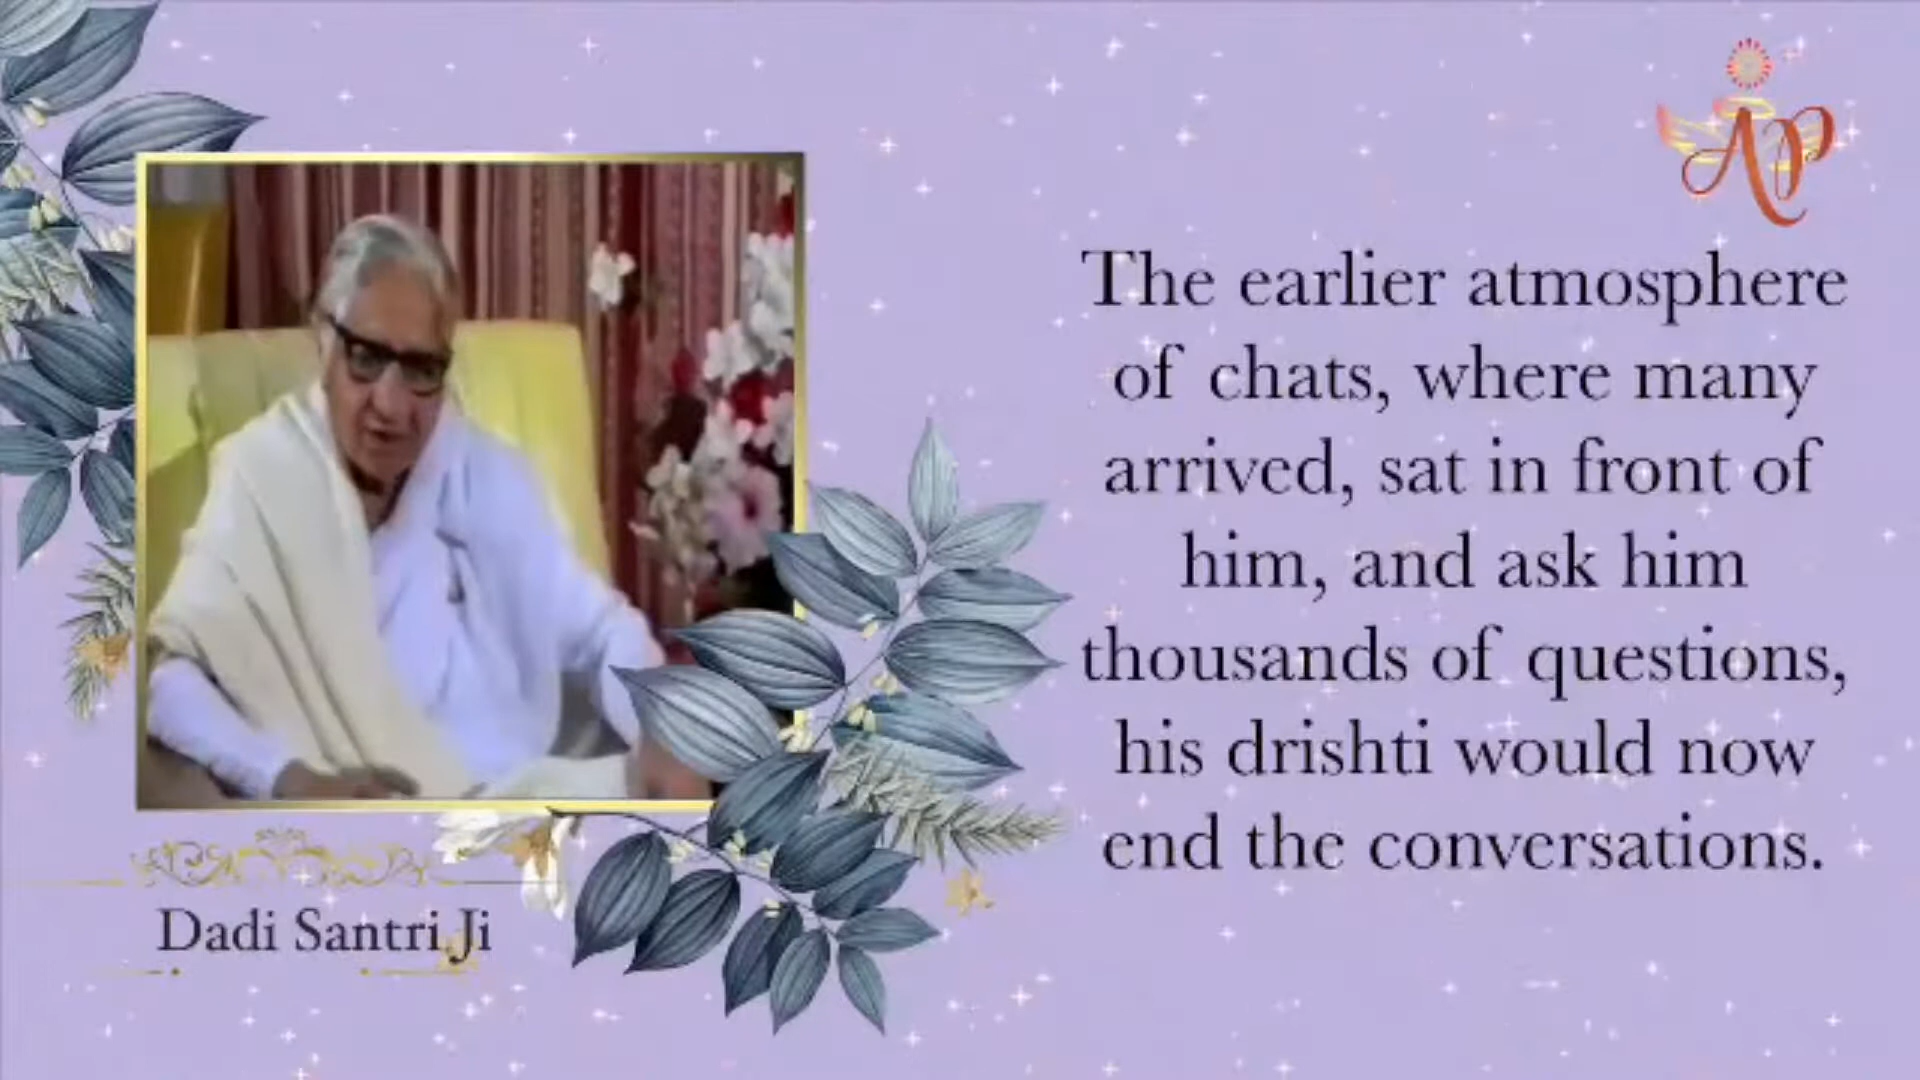 AP
The earlier atmosphere
of chats, where many
arrived, sat in front of
him, and ask him
thousands of questions,
his drishti would now
end the conversations.
Dadi Santri Ji